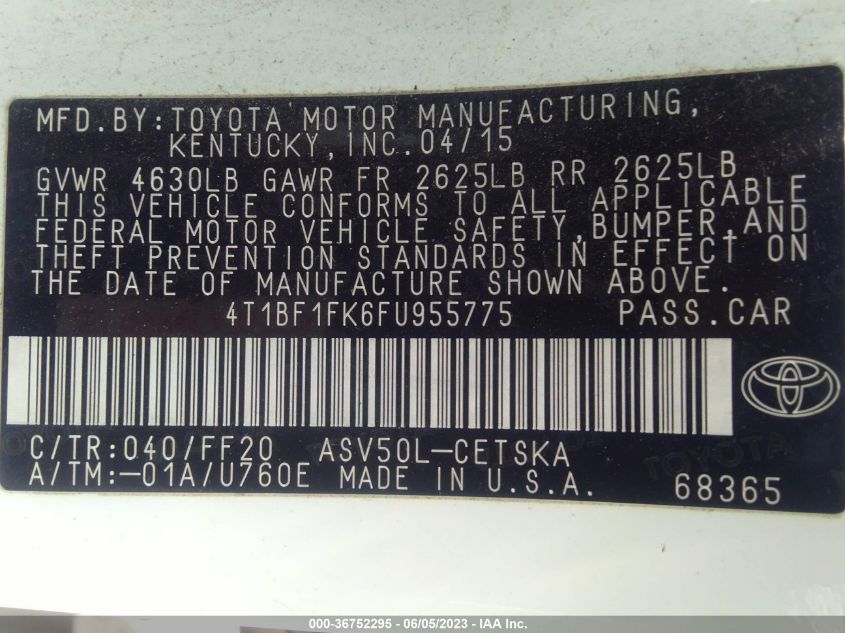 MFD.BY:TOYOTA MOTOR MANUFACTURING,
KENTUCKY,INC.04/15
GVWR 4630LB GAWR FR 2625LB RR 2625LB
THIS VEHICLE CONFORMS TO ALL APPLICABLE
FEDERAL MOTOR VEHICLE SAFETY,BUMPER,AND
THEFT PREVENTION STANDARDS IN EFFECT ON
THE DATE OF MANUFACTURE SHOWN ABOVE.
4T1BF1FK6FU955775 PASS.CAR
C/TR:040/FF20 ASV50L-CETSKA
A/TM:-01A/U760E MADE IN U.S.A. 68365
TOYOTA
000-36752295 - 06/05/2023 - IAA Inc.